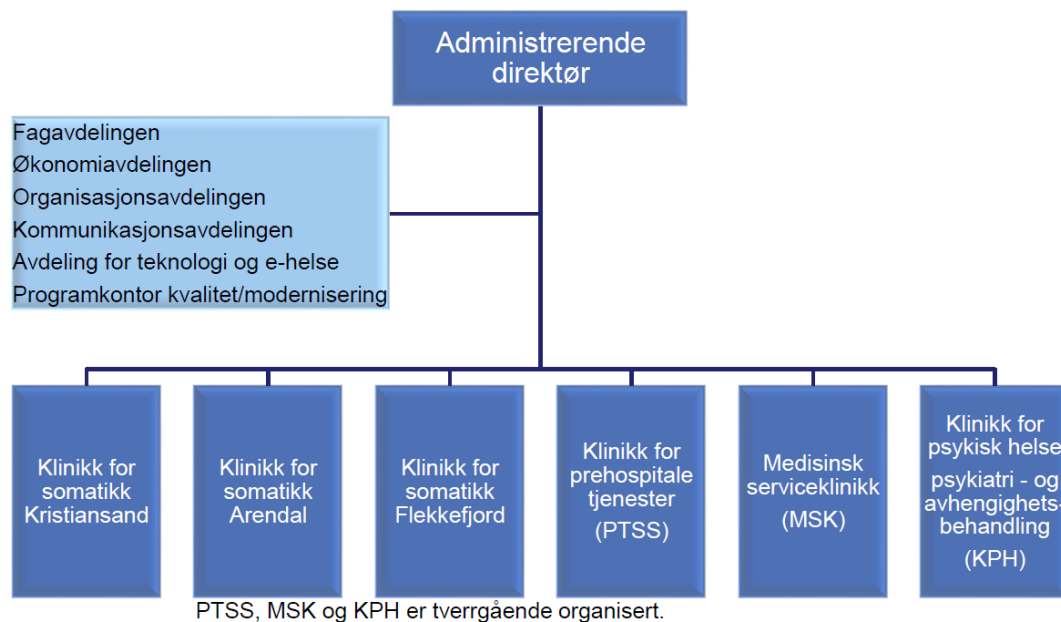 Administrerende
direktør
Fagavdelingen
Økonomiavdelingen
Organisasjonsavdelingen
Kommunikasjonsavdelingen
Avdeling for teknologi og e-helse
Programkontor kvalitet/modernisering
Klinikk for
somatikk
Kristiansand
Klinikk for
somatikk
Arendal
Klinikk for
somatikk
Flekkefjord
Klinikk for
prehospitale
tjenester
(PTSS)
Medisinsk
serviceklinikk
(MSK)
Klinikk for
psykisk helse
psykiatri - og
avhengighets-
behandling
(KPH)
PTSS, MSK og KPH er tverrgående organisert.